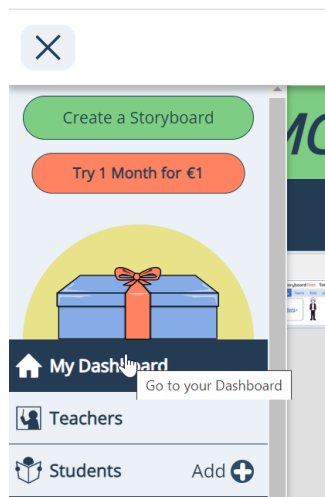 Create a Storyboard
Try 1 Month for €1
My Dashboard
Go to your Dashboard
Teachers
Students Add